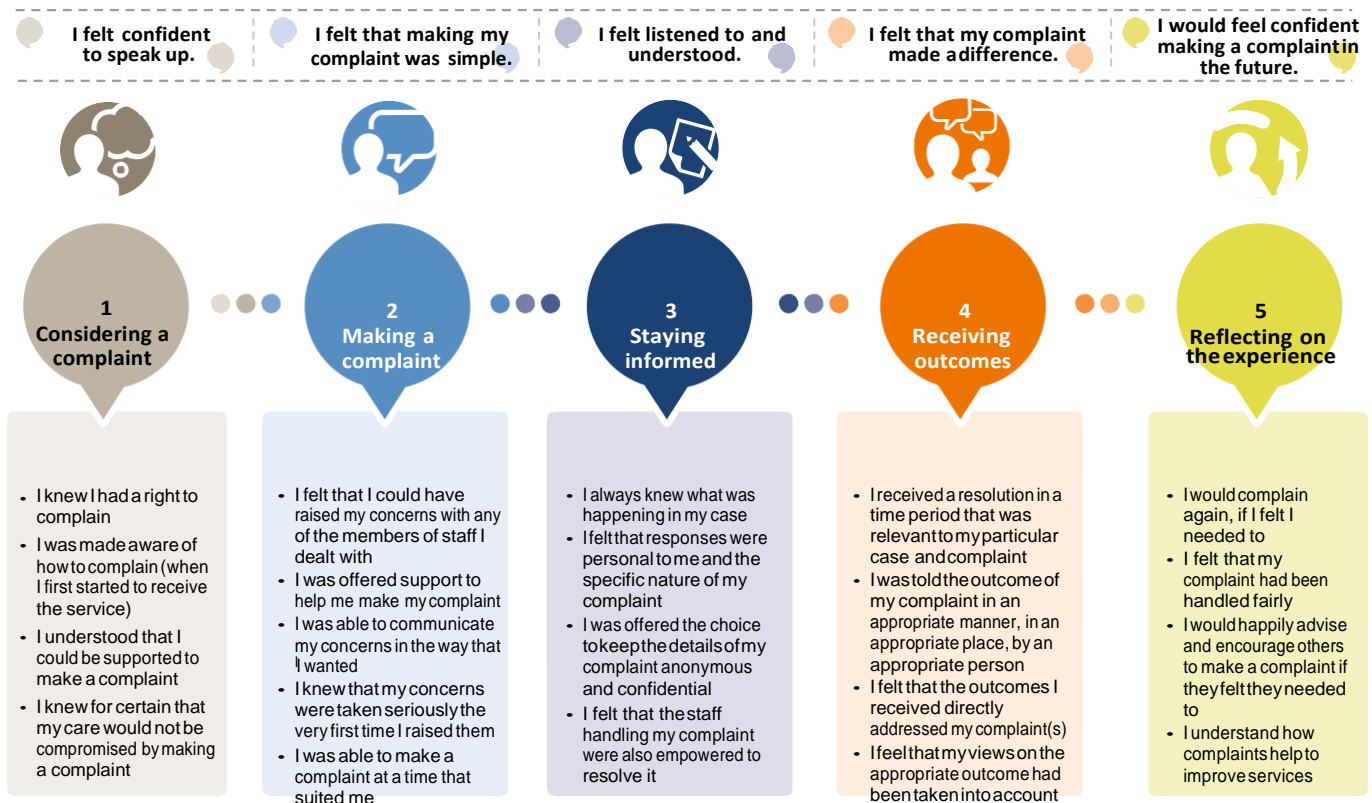 I felt confident
to speak up.
I felt that making my
complaint was simple.
I felt listened to and
understood.
I felt that my complaint
made a difference.
I would feel confident
making a complaint in
the future.
1
Considering a
complaint
2
Making a
complaint
3
Staying
informed
4
Receiving
outcomes
5
Reflecting on
the experience
• I knew I had a right to
complain
• I was made aware of
how to complain (when
I first started to receive
the service)
• I understood that I
could be supported to
make a complaint
• I knew for certain that
my care would not be
compromised by making
a complaint
• I felt that I could have
raised my concerns with any
of the members of staff I
dealt with
• I was offered support to
help me make my complaint
• I was able to communicate
my concerns in the way that
I wanted
• I knew that my concerns
were taken seriously the
very first time I raised them
• I was able to make a
complaint at a time that
suited me
• I always knew what was
happening in my case
• I felt that responses were
personal to me and the
specific nature of my
complaint
• I was offered the choice
to keep the details of my
complaint anonymous
and confidential
• I felt that the staff
handling my complaint
were also empowered to
resolve it
• I received a resolution in a
time period that was
relevant to my particular
case and complaint
• I was told the outcome of
my complaint in an
appropriate manner, in an
appropriate place, by an
appropriate person
• I felt that the outcomes I
received directly
addressed my complaint(s)
• I feel that my views on the
appropriate outcome had
been taken into account
• I would complain
again, if I felt I
needed to
• I felt that my
complaint had been
handled fairly
• I would happily advise
and encourage others
to make a complaint if
they felt they needed
to
• I understand how
complaints help to
improve services